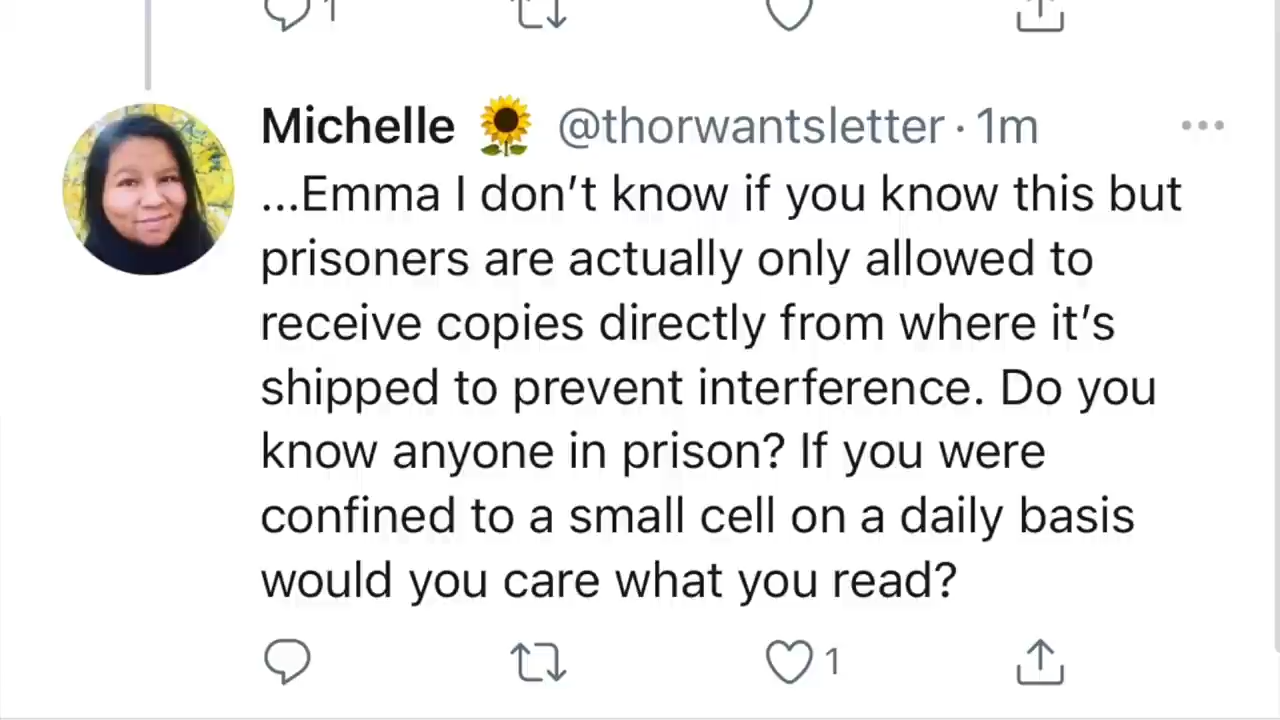 1
Michelle 🌻 @thorwantsletter · 1m
...Emma I don't know if you know this but
prisoners are actually only allowed to
receive copies directly from where it's
shipped to prevent interference. Do you
know anyone in prison? If you were
confined to a small cell on a daily basis
would you care what you read?
1